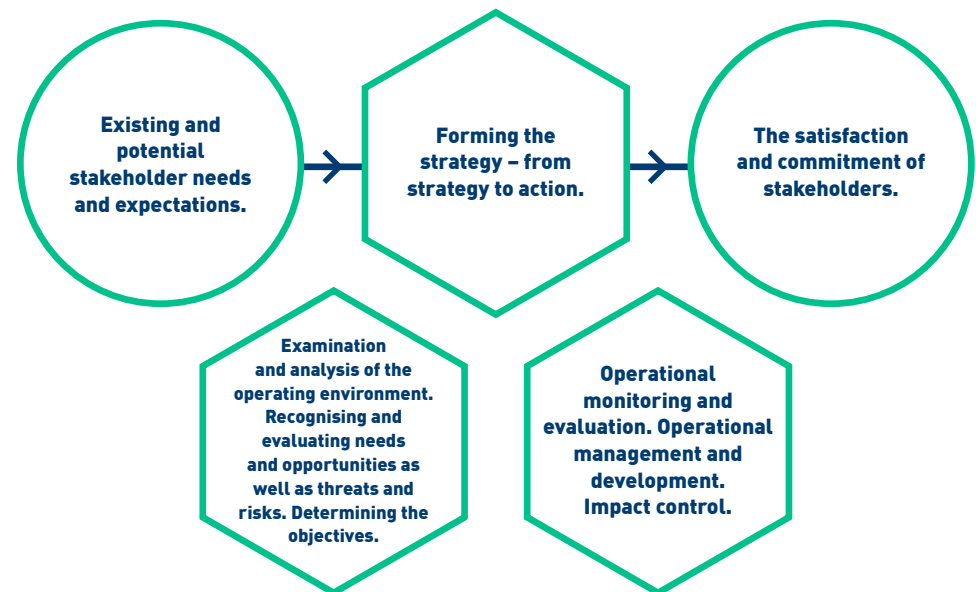 Existing and
potential
stakeholder needs
and expectations.
Forming the
strategy – from
strategy to action.
The satisfaction
and commitment of
stakeholders.
Examination
and analysis of the
operating environment.
Recognising and
evaluating needs
and opportunities as
well as threats and
risks. Determining the
objectives.
Operational
monitoring and
evaluation. Operational
management and
development.
Impact control.